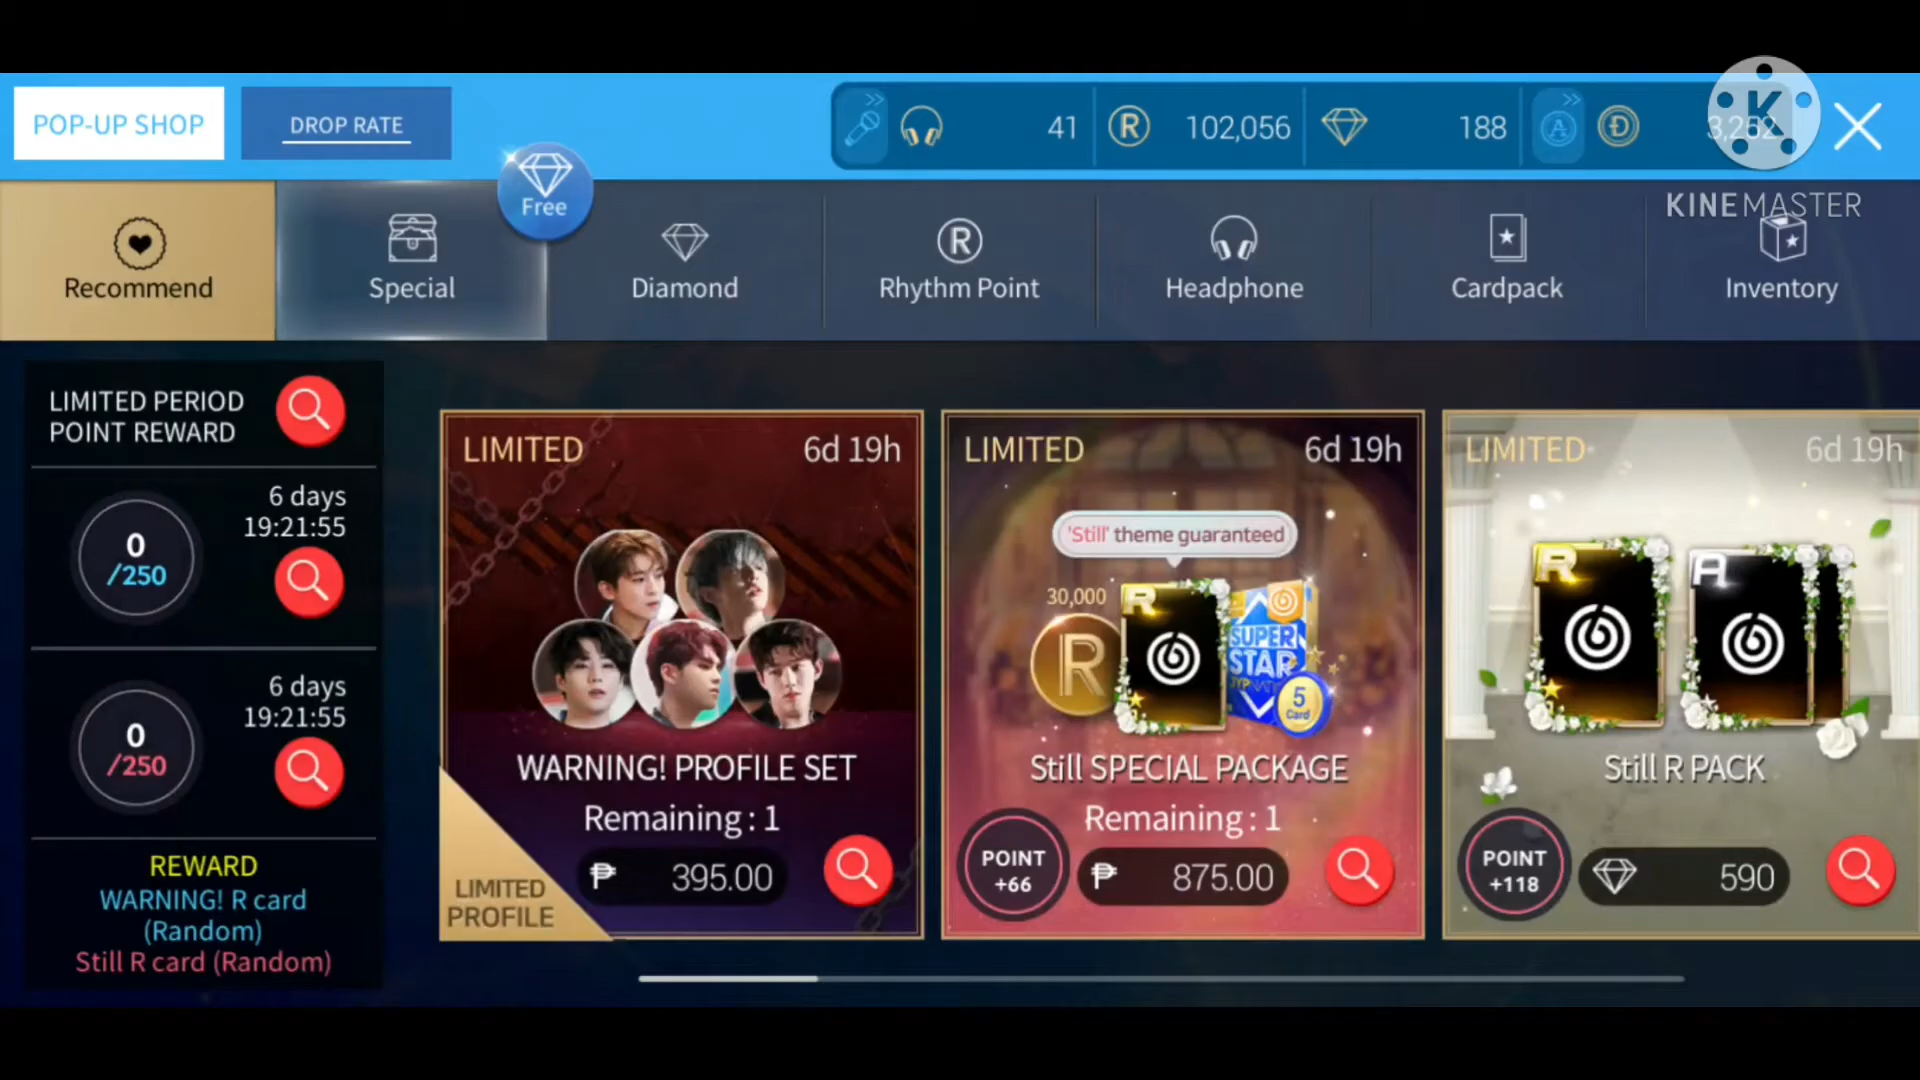 POP-UP SHOP
DROP RATE
41
102,056
188
3,262
KINEMASTER
Free
Recommend
Special
Diamond
Rhythm Point
Headphone
Cardpack
Inventory
LIMITED PERIOD
POINT REWARD
6 days
19:21:55
0
/250
6 days
19:21:55
0
/250
REWARD
WARNING! R card
(Random)
Still R card (Random)
LIMITED
6d 19h
WARNING! PROFILE SET
Remaining : 1
₱ 395.00
LIMITED
PROFILE
LIMITED
6d 19h
'Still' theme guaranteed
30,000
R
R
SUPER
STAR
JYPNATION
5
Card
Still SPECIAL PACKAGE
Remaining : 1
POINT
+66
₱ 875.00
LIMITED
6d 19h
R
A
Still R PACK
POINT
+118
590